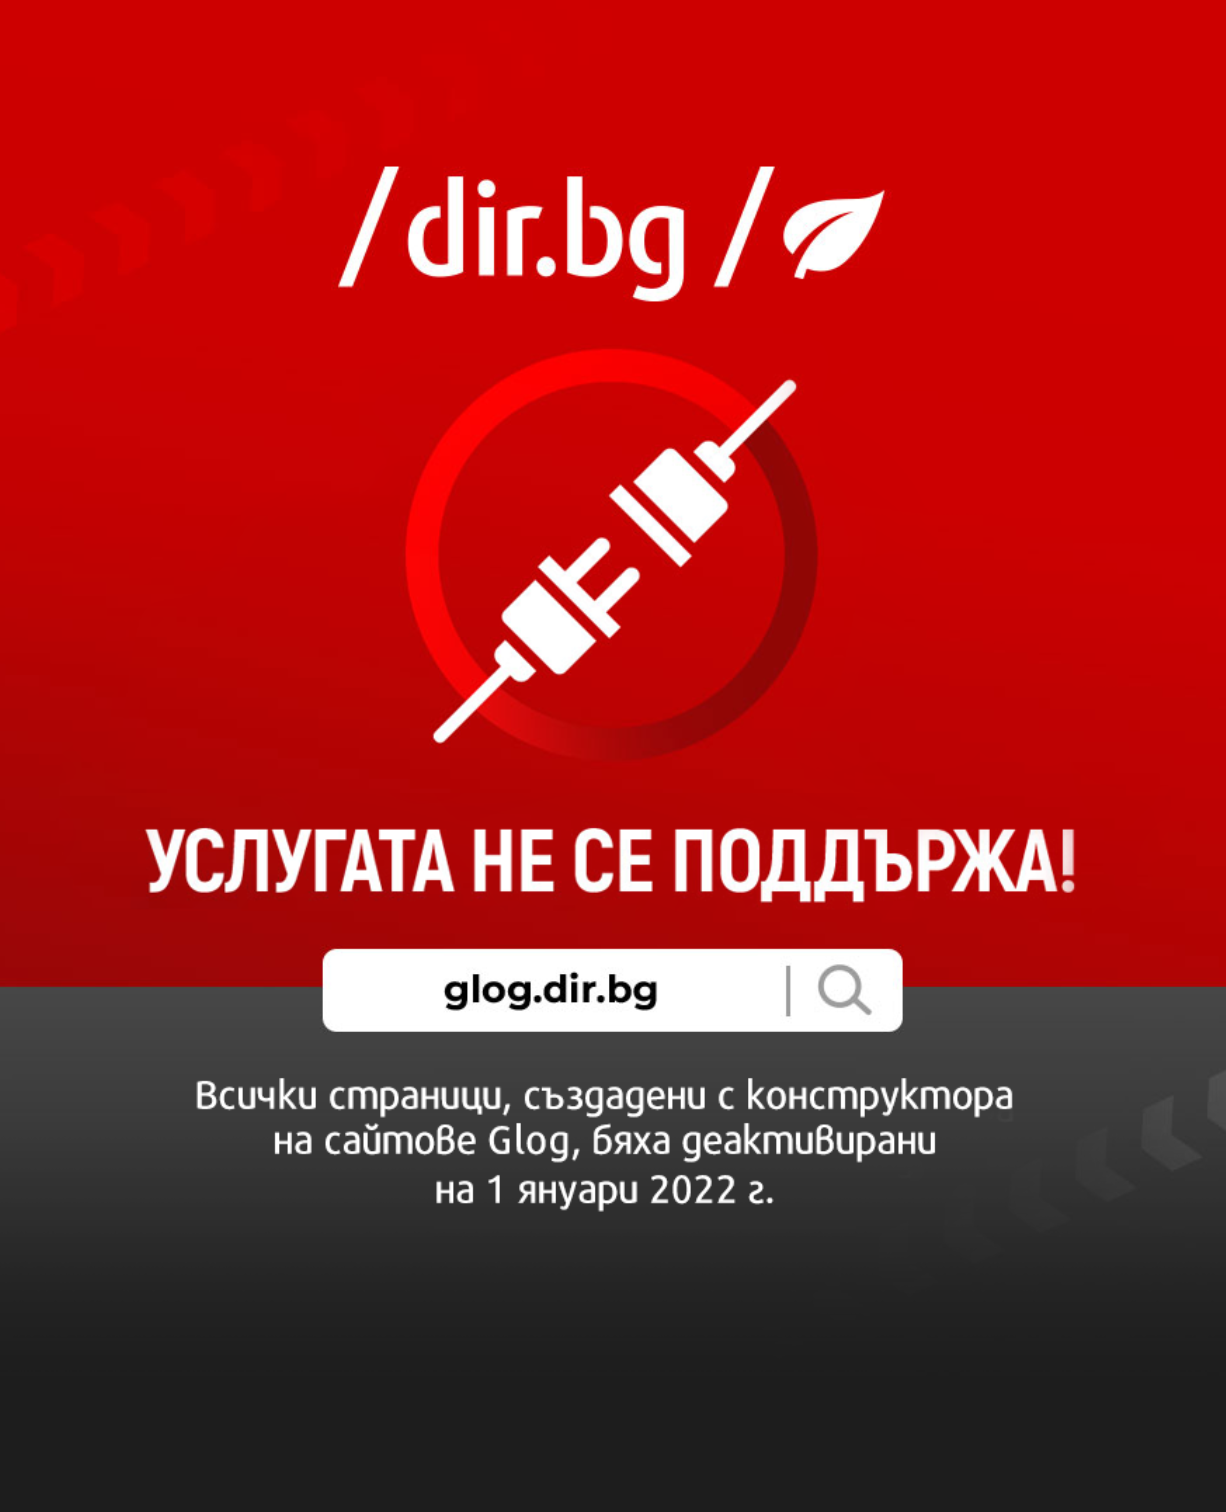 /dir.bg/
УСЛУГАТА НЕ СЕ ПОДДЪРЖА!
glog.dir.bg
Всички страници, създадени с конструктора
на сайтове Glog, бяха деактивирани
на 1 януари 2022 г.